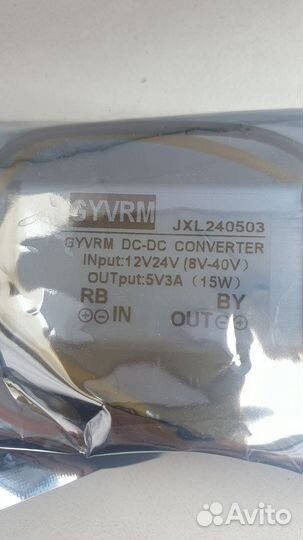 GYVRM
JXL240503
GYVRM DC-DC CONVERTER
INput:12V24V (8V-40V)
OUTput:5V3A (15W)
RB BY
⊕⊖IN OUT⊖⊕
Avito